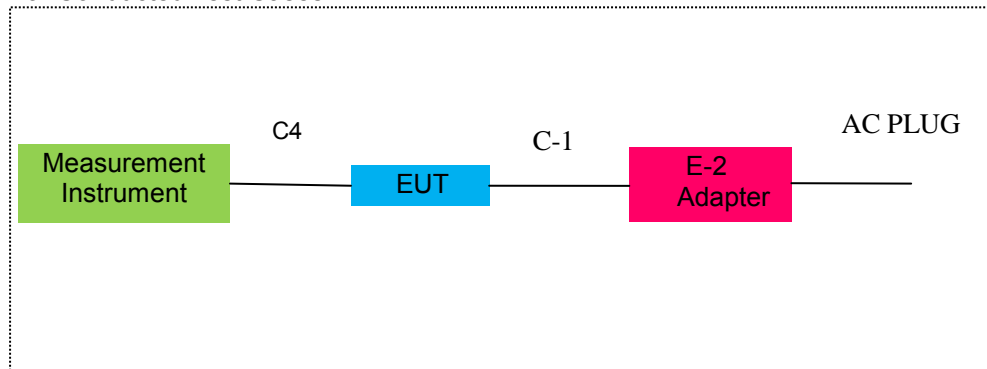 C4
C-1
AC PLUG
Measurement
Instrument
EUT
E-2
Adapter